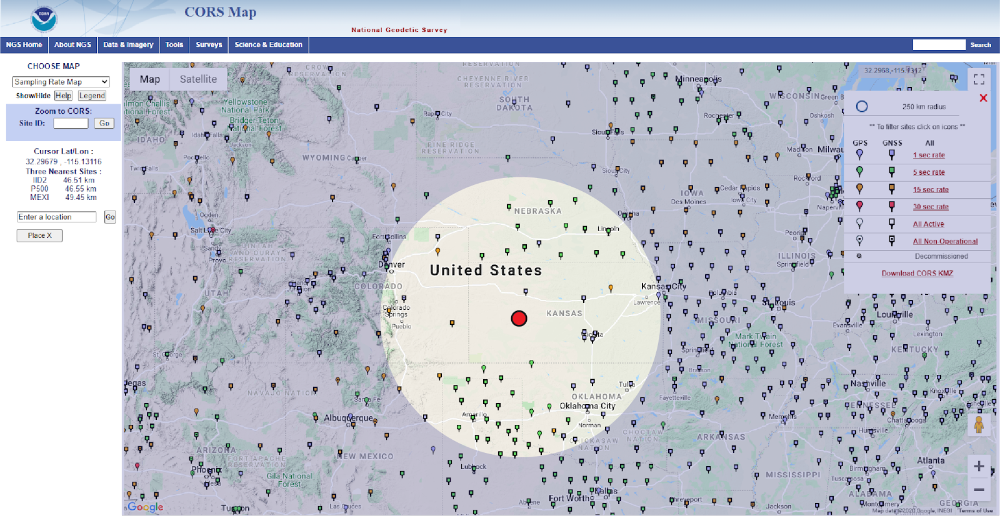 NOAA
CORS Map
National Geodetic Survey
NGS Home
About NGS
Data & Imagery
Tools
Surveys
Science & Education
Search
CHOOSE MAP
Sampling Rate Map
Show/Hide Help Legend
Zoom to CORS:
Site ID: Go
Cursor Lat/Lon :
32.29679 , -115.13116
Three Nearest Sites :
IID2 46.51 km
P500 46.55 km
MEXI 49.45 km
Enter a location Go
Place X
Map Satellite
32.2968,-115.1312
250 km radius
** To filter sites click on icons **
GPS GNSS All
1 sec rate
5 sec rate
15 sec rate
30 sec rate
All Active
All Non-Operational
Decommissioned
Download CORS KMZ
CROW
RESERVATION
RESERVATION
CHEYENNE RIVER
RESERVATION
SOUTH
DAKOTA
Minneapolis
WISCONSIN
Green B
Yellowstone
National Park
Bridger-Teton
National Forest
IDAHO
Idaho Falls
Pocatello
Twin Falls
WYOMING
Casper
Rapid City
PINE RIDGE
RESERVATION
Sioux Falls
Rochester
Oshkosh
Madison
Milwau
Sioux City
Rockford
IOWA
Cedar Rapids
Des Moines
Iowa City
Naperville
NEBRASKA
Omaha
Lincoln
Peoria
Ogden
Salt Lake City
Sandy
Provo
UINTAH
AND OURAY
RESERVATION
Fort Collins
Denver
United States
ILLINOIS
Springfield
UTAH
Grand
Junction
COLORADO
Colorado
Springs
Pueblo
KANSAS
Kansas City
Lawrence
Columbia
St. Louis
MISSOURI
Louisville
Evansville
Lexington
KENTUCKY
Wichita
Mark Twain
National Forest
Springfield
Branson
St. George
egas
NAVAJO NATION
Santa Fe
Albuquerque
Tulsa
OKLAHOMA
Oklahoma City
Norman
Amarillo
Fayetteville
Nashville
Knoxville
TENNESSEE
Asheville
Chattanooga
Memphis
Huntsville
ARIZONA
FORT APACHE
RESERVATION
Phoenix
Mesa
Gila National
Forest
NEW MEXICO
Lubbock
CHICKASAW
NATION
CHOCTAW
NATION
ARKANSAS
MISSISSIPPI
Birmingham
Tuscaloosa
Atlanta
ALABAMA
Montgomery
GEORGIA
Tucson
Las Cruces
Abilene
Fort Worth
Dallas
Shreveport
Jackson
Google
Map data ©2020 Google, INEGI Terms of Use